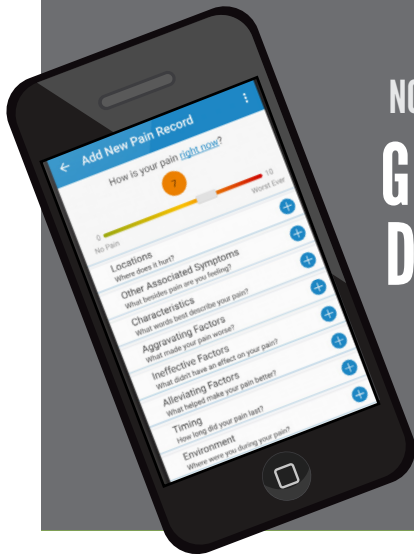 Add New Pain Record
How is your pain right now?
7
0
10
No Pain
Worst Ever
Locations
Where does it hurt?
Other Associated Symptoms
What besides pain are you feeling?
Characteristics
What words best describe your pain?
Aggravating Factors
What made your pain worse?
Ineffective Factors
What didn't have an effect on your pain?
Alleviating Factors
What helped make your pain better?
Timing
How long did your pain last?
Environment
Where were you during your pain?